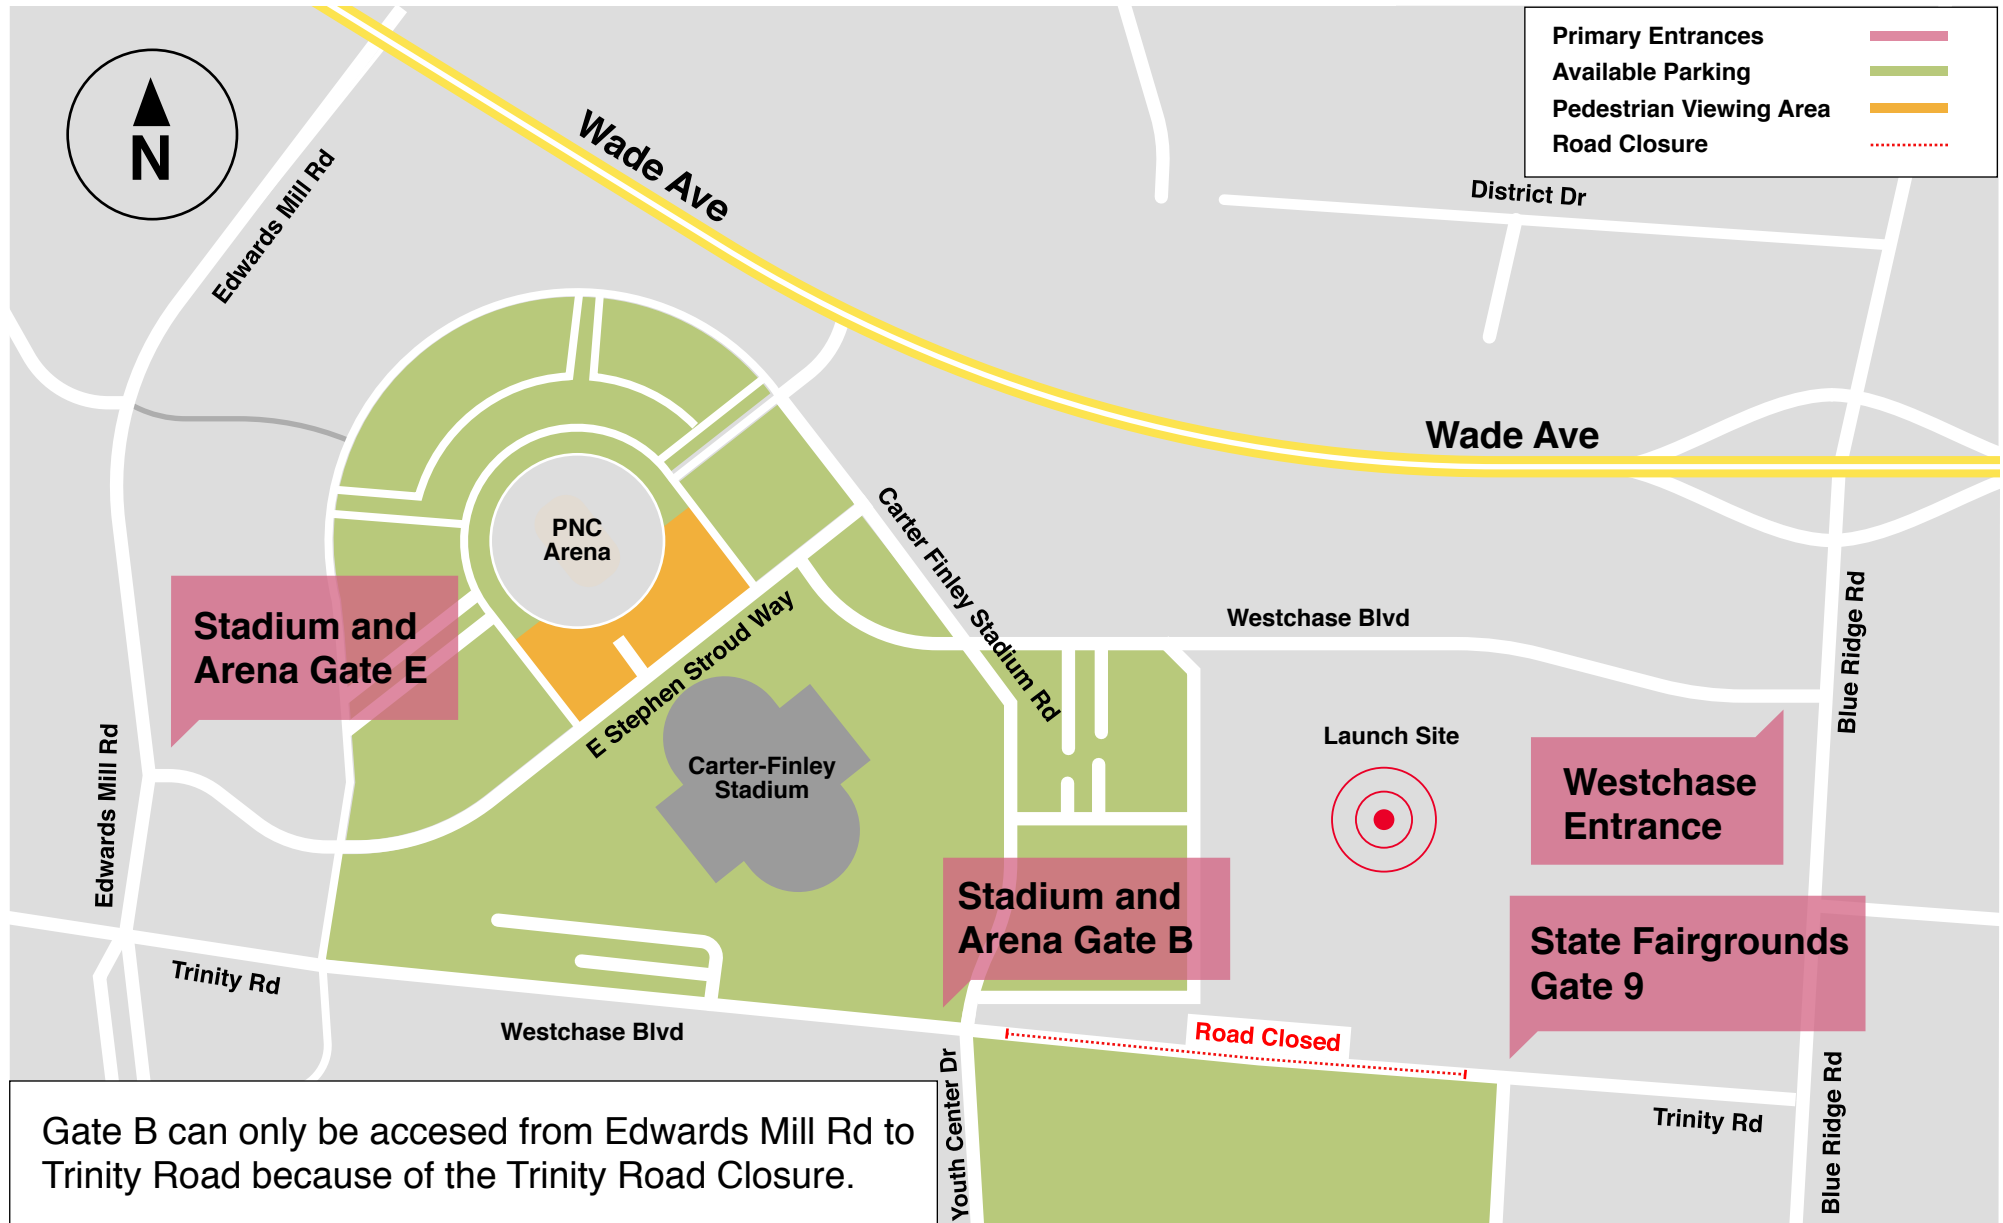 Primary Entrances
Available Parking
Pedestrian Viewing Area
Road Closure
N
Edwards Mill Rd
Wade Ave
District Dr
Wade Ave
PNC
Arena
Carter Finley Stadium Rd
Stadium and
Arena Gate E
E Stephen Stroud Way
Westchase Blvd
Blue Ridge Rd
Launch Site
Carter-Finley
Stadium
Westchase
Entrance
Edwards Mill Rd
Stadium and
Arena Gate B
State Fairgrounds
Gate 9
Trinity Rd
Westchase Blvd
Road Closed
Youth Center Dr
Trinity Rd
Blue Ridge Rd
Gate B can only be accesed from Edwards Mill Rd to
Trinity Road because of the Trinity Road Closure.